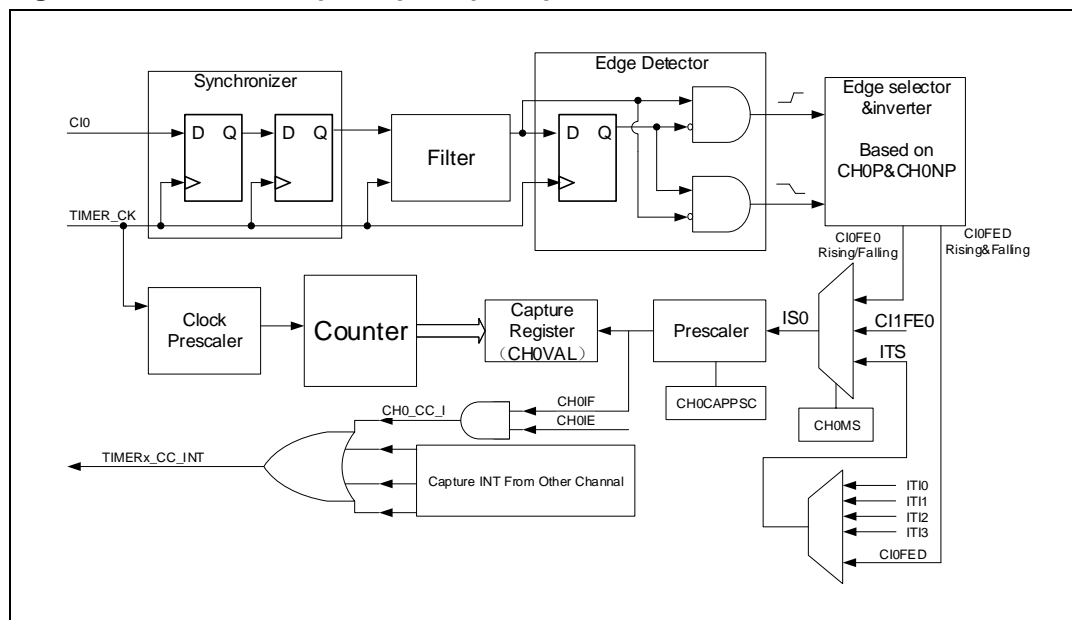 Synchronizer
Edge Detector
CI0
D Q
D Q
Filter
D Q
Edge selector
&inverter
Based on
CH0P&CH0NP
TIMER_CK
CI0FE0
Rising/Falling
CI0FED
Rising&Falling
Clock
Prescaler
Counter
Capture
Register
（CH0VAL）
Prescaler
IS0
CI1FE0
ITS
CH0CAPPSC
CH0MS
CH0_CC_I
CH0IF
CH0IE
TIMERx_CC_INT
Capture INT From Other Channel
ITI0
ITI1
ITI2
ITI3
CI0FED